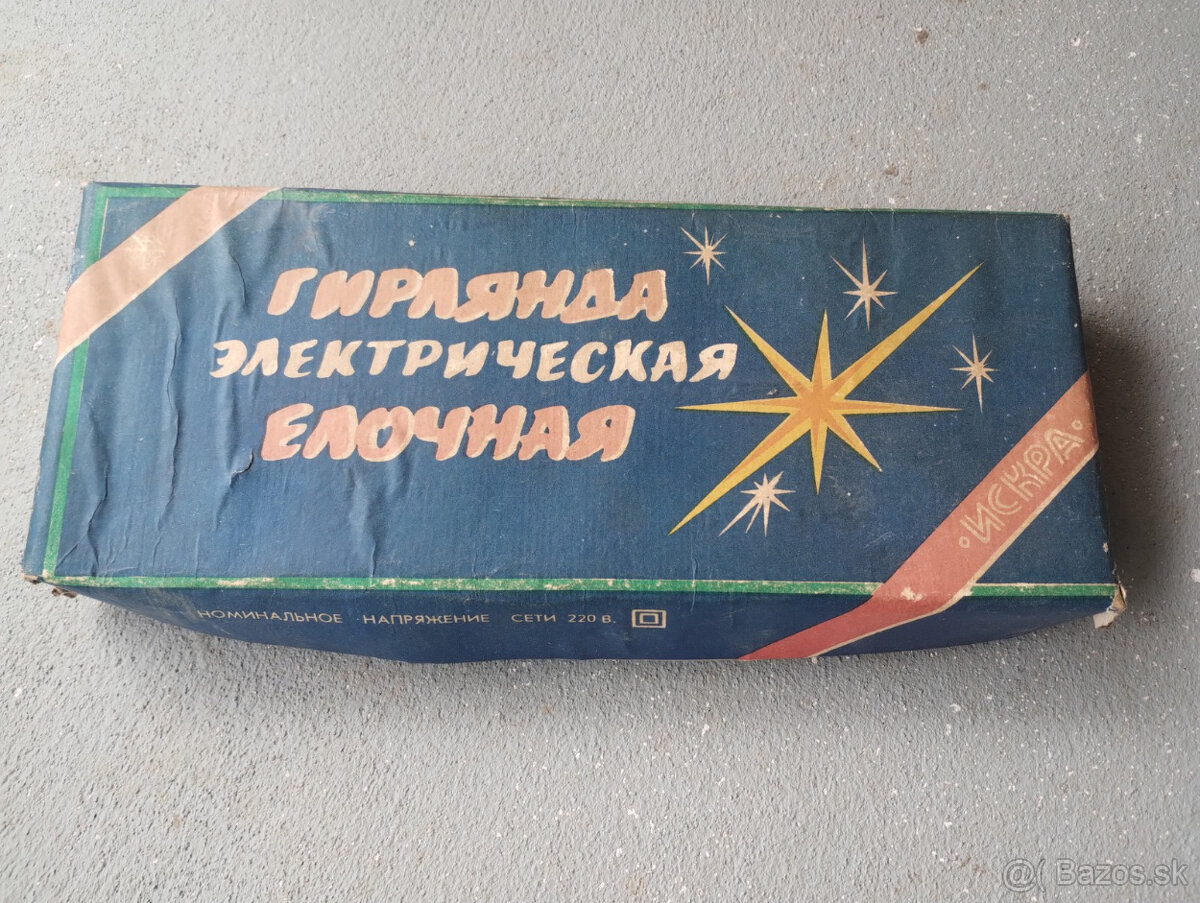 ГИРЛЯНДА
ЭЛЕКТРИЧЕСКАЯ
ЕЛОЧНАЯ
·ИСКРА·
НОМИНАЛЬНОЕ НАПРЯЖЕНИЕ СЕТИ 220 В.
@( Bazos.sk